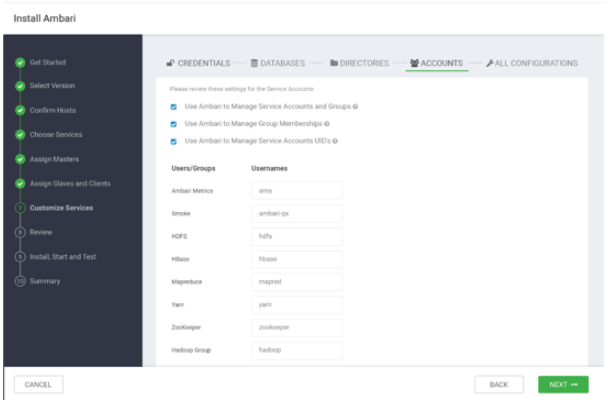 Install Ambari
Get Started
Select Version
Confirm Hosts
Choose Services
Assign Masters
Assign Slaves and Clients
7 Customize Services
8 Review
9 Install, Start and Test
10 Summary
CREDENTIALS DATABASES DIRECTORIES ACCOUNTS ALL CONFIGURATIONS
Please review these settings for the Service Accounts
Use Ambari to Manage Service Accounts and Groups
Use Ambari to Manage Group Memberships
Use Ambari to Manage Service Accounts UID's
Users/Groups Usernames
Ambari Metrics ams
Smoke ambari-qa
HDFS hdfs
HBase hbase
Mapreduce mapred
Yarn yarn
ZooKeeper zookeeper
Hadoop Group hadoop
CANCEL BACK NEXT →